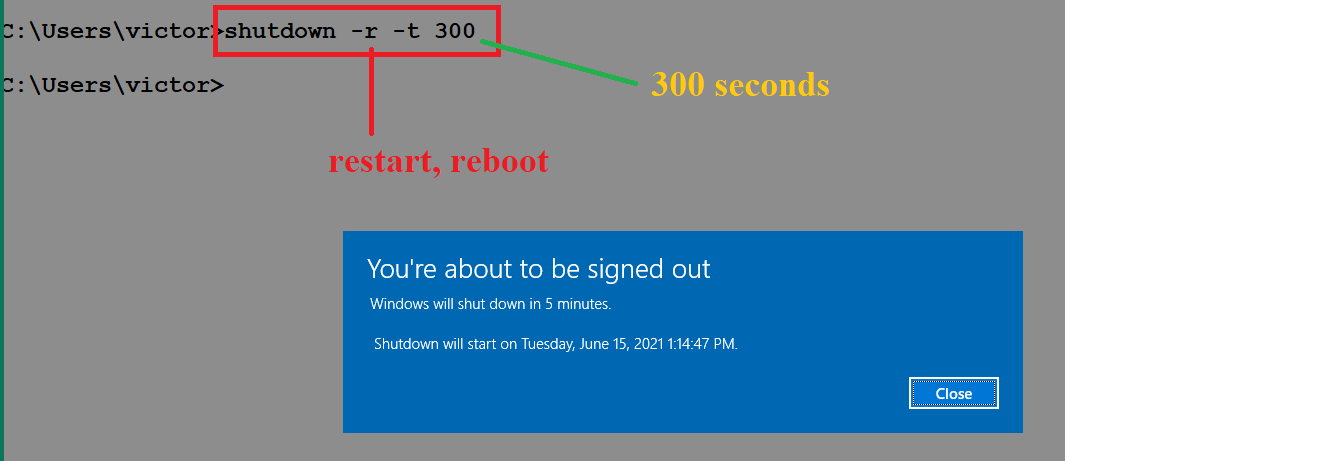 C:\Users\victor>shutdown -r -t 300
C:\Users\victor>
300 seconds
restart, reboot
You're about to be signed out
Windows will shut down in 5 minutes.
Shutdown will start on Tuesday, June 15, 2021 1:14:47 PM.
Close